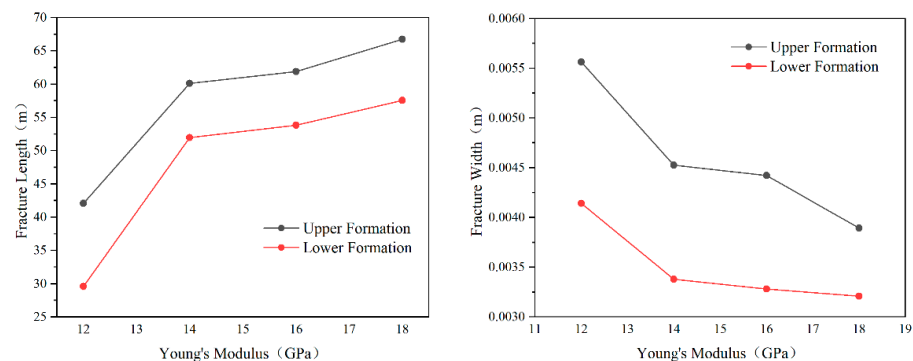 70
65
60
55
50
45
40
35
30
25
Fracture Length（m）
Upper Formation
Lower Formation
12 13 14 15 16 17 18
Young's Modulus（GPa）
0.0060
0.0055
0.0050
0.0045
0.0040
0.0035
0.0030
Fracture Width（m）
Upper Formation
Lower Formation
11 12 13 14 15 16 17 18 19
Young's Modulus（GPa）